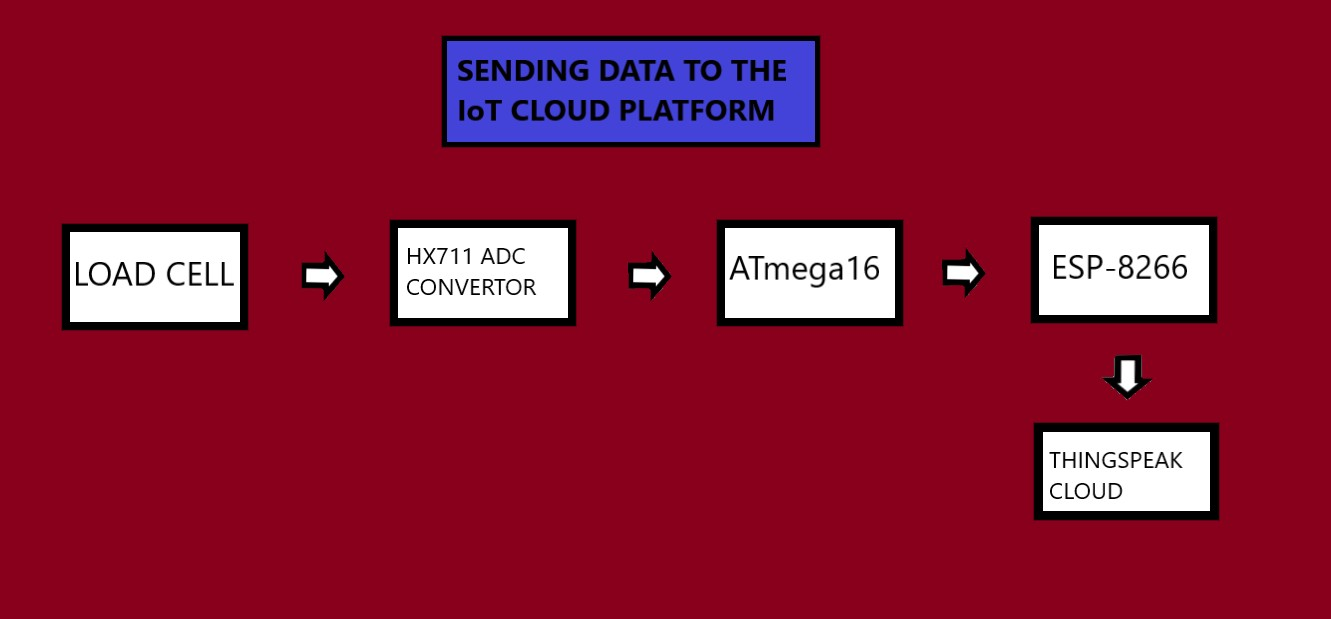 SENDING DATA TO THE
IoT CLOUD PLATFORM
LOAD CELL
HX711 ADC
CONVERTOR
ATmega16
ESP-8266
THINGSPEAK
CLOUD